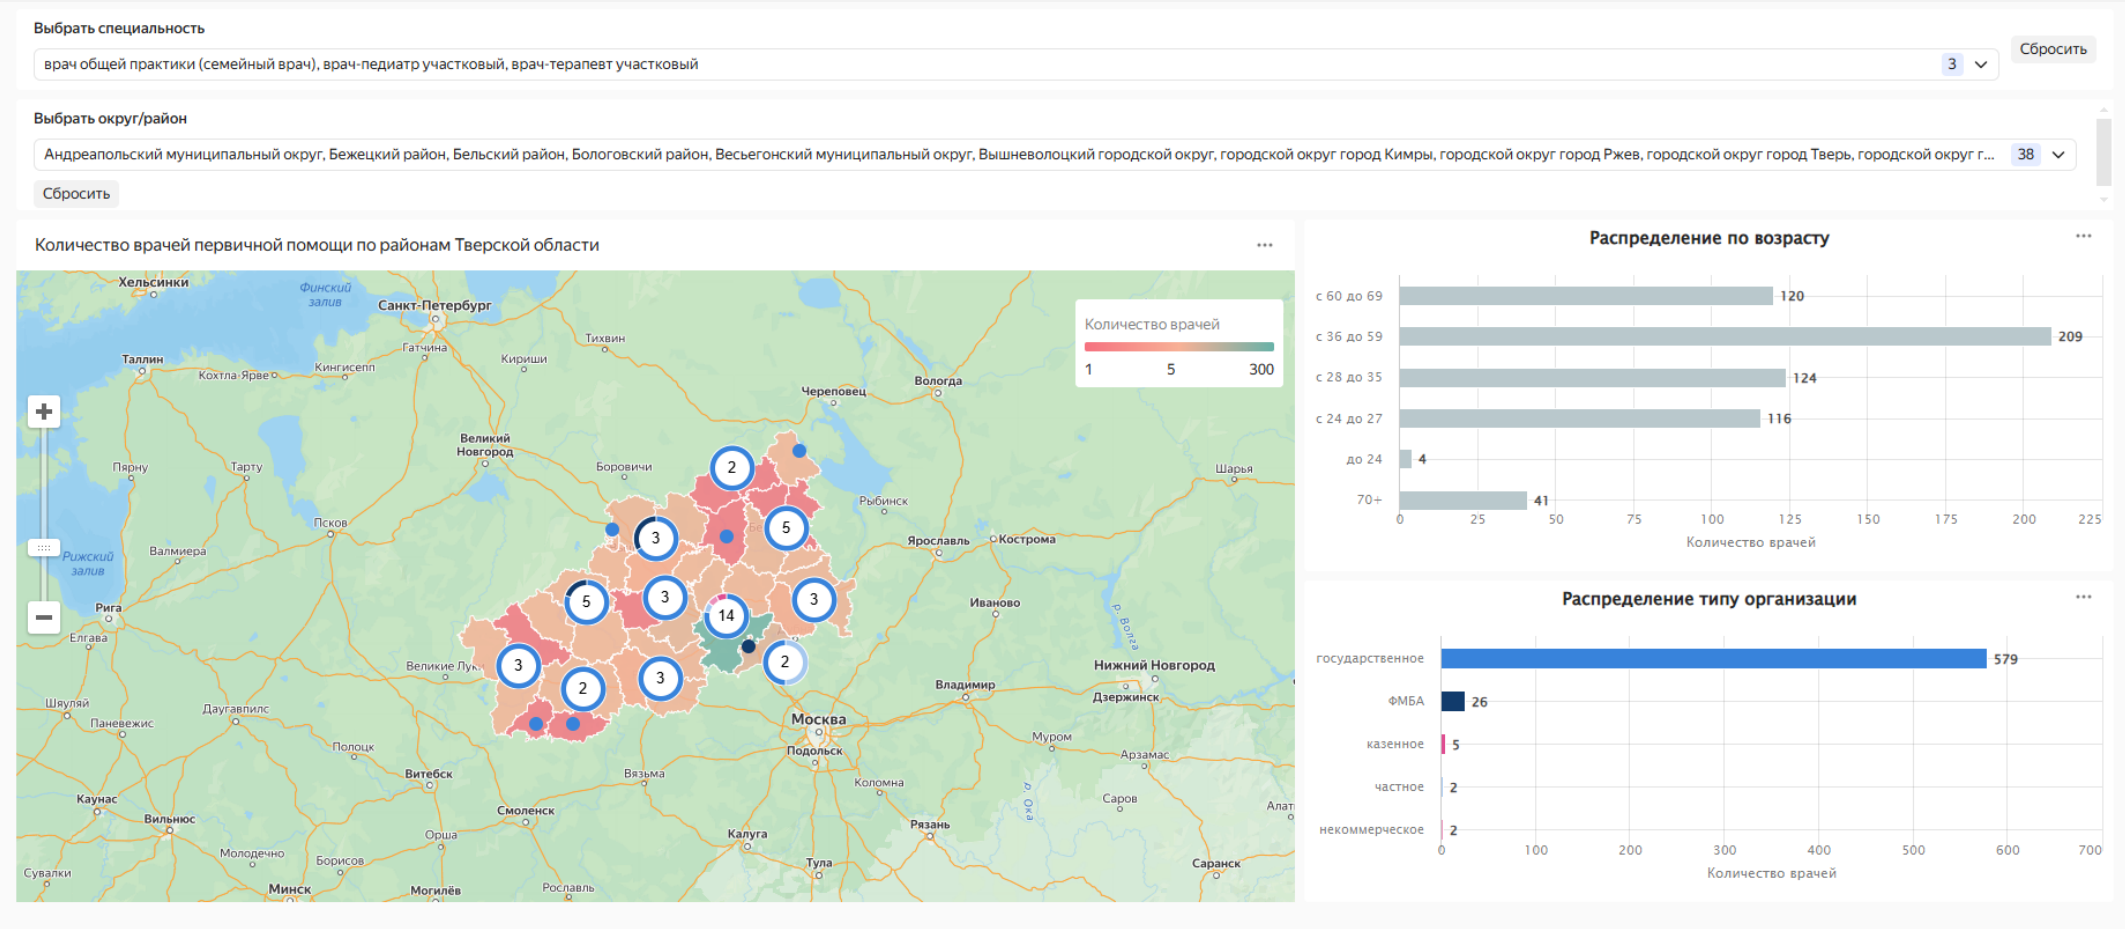 Выбрать специальность
врач общей практики (семейный врач), врач-педиатр участковый, врач-терапевт участковый
3
Сбросить
Выбрать округ/район
Андреапольский муниципальный округ, Бежецкий район, Бельский район, Бологовский район, Весьегонский муниципальный округ, Вышневолоцкий городской округ, городской округ город Кимры, городской округ город Ржев, городской округ город Тверь, городской округ г...
38
Сбросить
Количество врачей первичной помощи по районам Тверской области
Хельсинки
Финский
залив
Санкт-Петербург
Тихвин
Гатчина
Кириши
Таллин
Кохтла-Ярве
Кингисепп
Череповец
Вологда
Количество врачей
1
5
300
Великий
Новгород
Боровичи
Пярну
Тарту
Шарья
Рыбинск
Псков
Валмиера
Рижский
залив
Ярославль
Кострома
Рига
Елгава
Иваново
р. Волга
Великие Лук
Нижний Новгород
Дзержинск
Владимир
Шяуляй
Паневежис
Даугавпилс
Москва
Подольск
Муром
Арзамас
Полоцк
Витебск
Вязьма
Коломна
р. Ока
Саров
Алат
Каунас
Вильнюс
Смоленск
Орша
Калуга
Рязань
Молодечно
Борисов
Тула
Саранск
Сувалки
Минск
Могилёв
Рославль
2
3
5
5
3
14
3
3
2
3
2
Распределение по возрасту
с 60 до 69
120
с 36 до 59
209
с 28 до 35
124
с 24 до 27
116
до 24
4
70+
41
0 25 50 75 100 125 150 175 200 225
Количество врачей
Распределение типу организации
государственное
579
ФМБА
26
казенное
5
частное
2
некоммерческое
2
0 100 200 300 400 500 600 700
Количество врачей